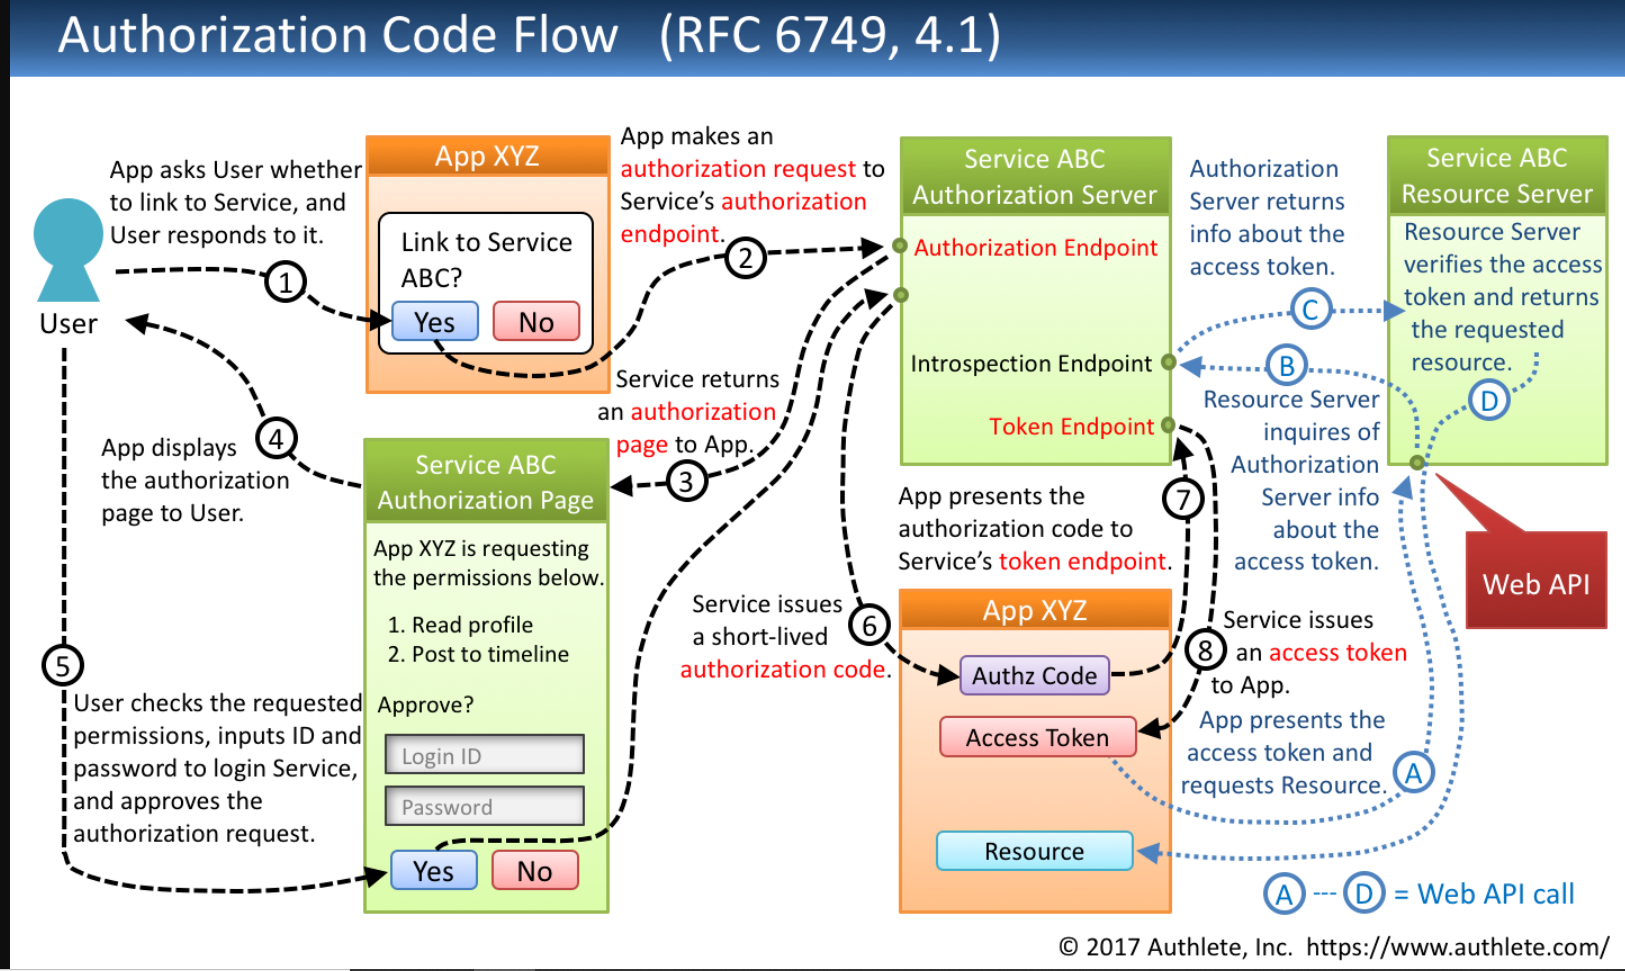 Authorization Code Flow (RFC 6749, 4.1)
App asks User whether
to link to Service, and
User responds to it.
User
1
App XYZ
Link to Service
ABC?
Yes
No
App makes an
authorization request to
Service's authorization
endpoint.
2
Service ABC
Authorization Server
Authorization Endpoint
Introspection Endpoint
Token Endpoint
Authorization
Server returns
info about the
access token.
C
B
Service ABC
Resource Server
Resource Server
verifies the access
token and returns
the requested
resource.
D
Resource Server
inquires of
Authorization
Server info
about the
access token.
Web API
Service returns
an authorization
page to App.
3
4
App displays
the authorization
page to User.
Service ABC
Authorization Page
App XYZ is requesting
the permissions below.
1. Read profile
2. Post to timeline
Approve?
Login ID
Password
Yes
No
5
User checks the requested
permissions, inputs ID and
password to login Service,
and approves the
authorization request.
Service issues
a short-lived
authorization code.
6
App presents the
authorization code to
Service's token endpoint.
7
App XYZ
Authz Code
Access Token
Resource
8
Service issues
an access token
to App.
App presents the
access token and
requests Resource.
A
A --- D = Web API call
© 2017 Authlete, Inc. https://www.authlete.com/